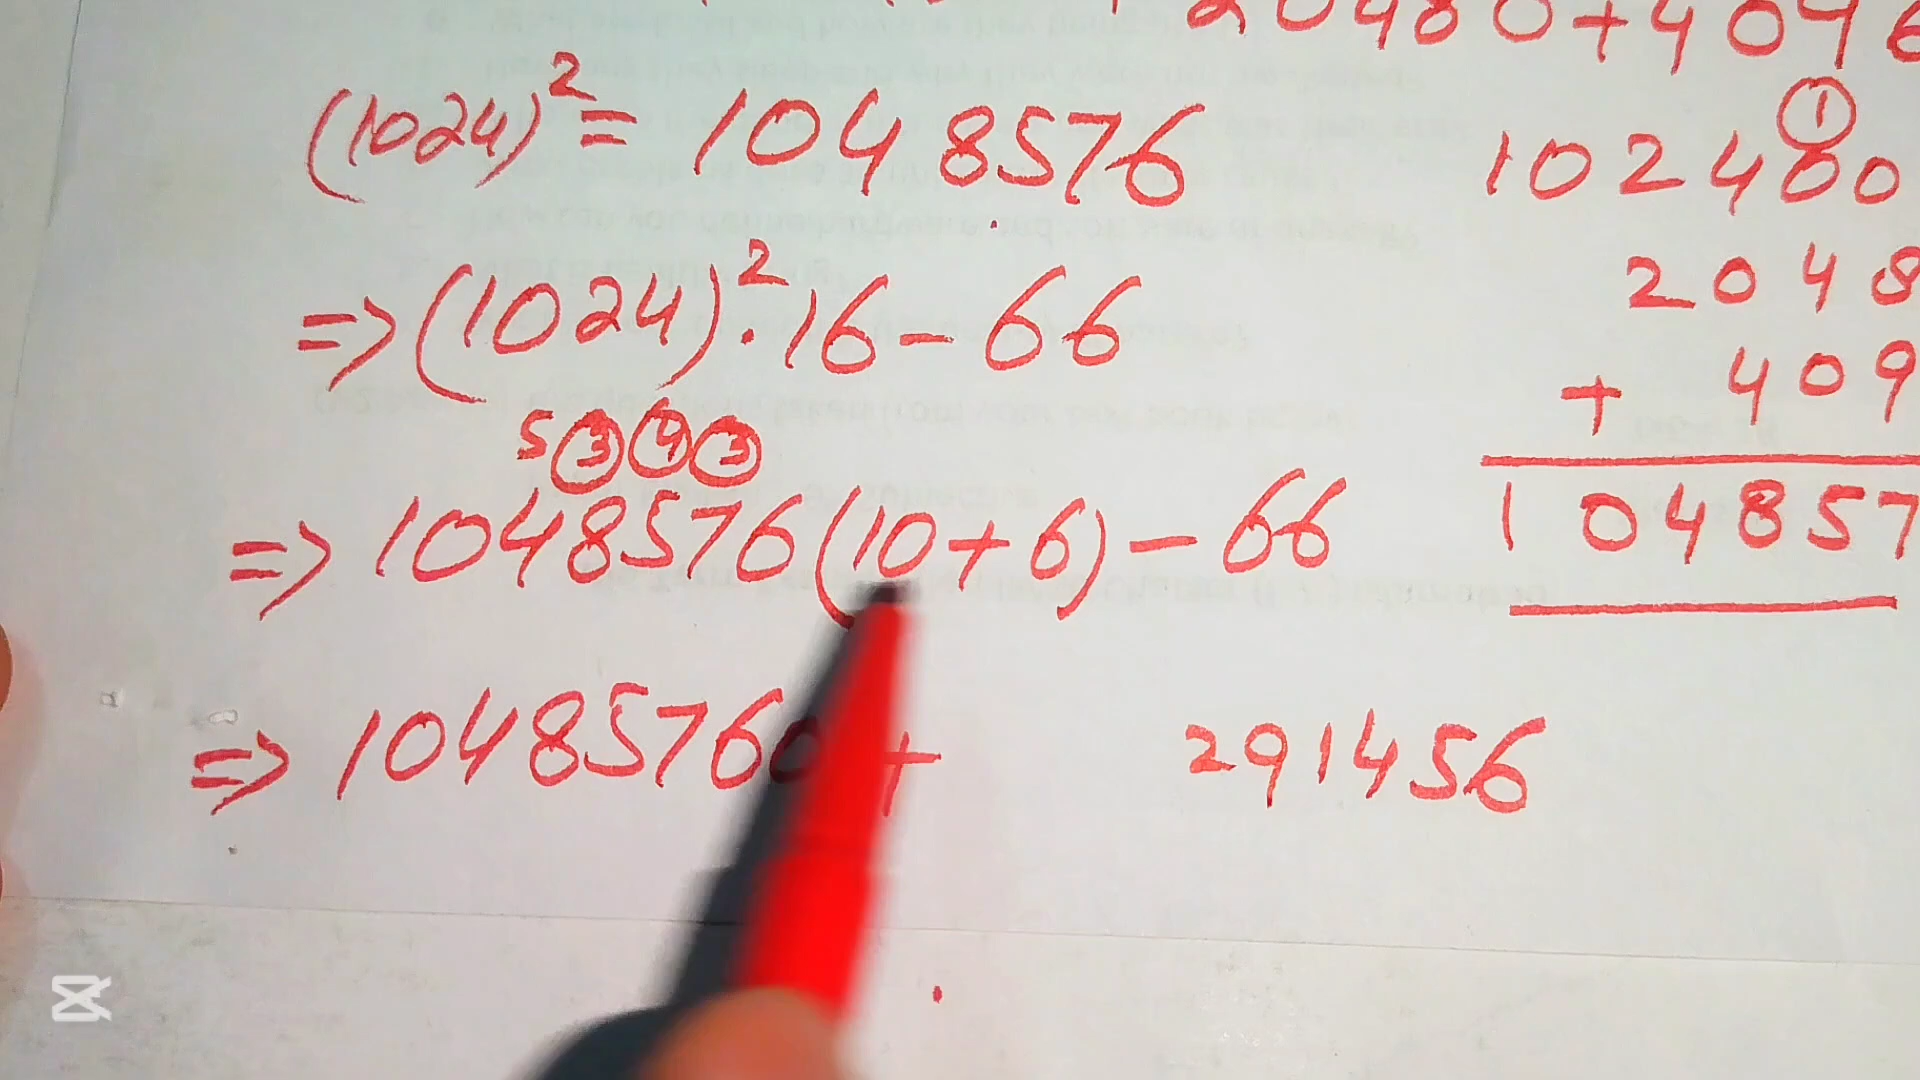 20480+4096
(1024)² = 1048576
⇒ (1024)².16 - 66
5 3 4 3
⇒ 1048576(10+6) - 66
⇒ 10485760 + 291456
1
102400
2048
+ 409
104857